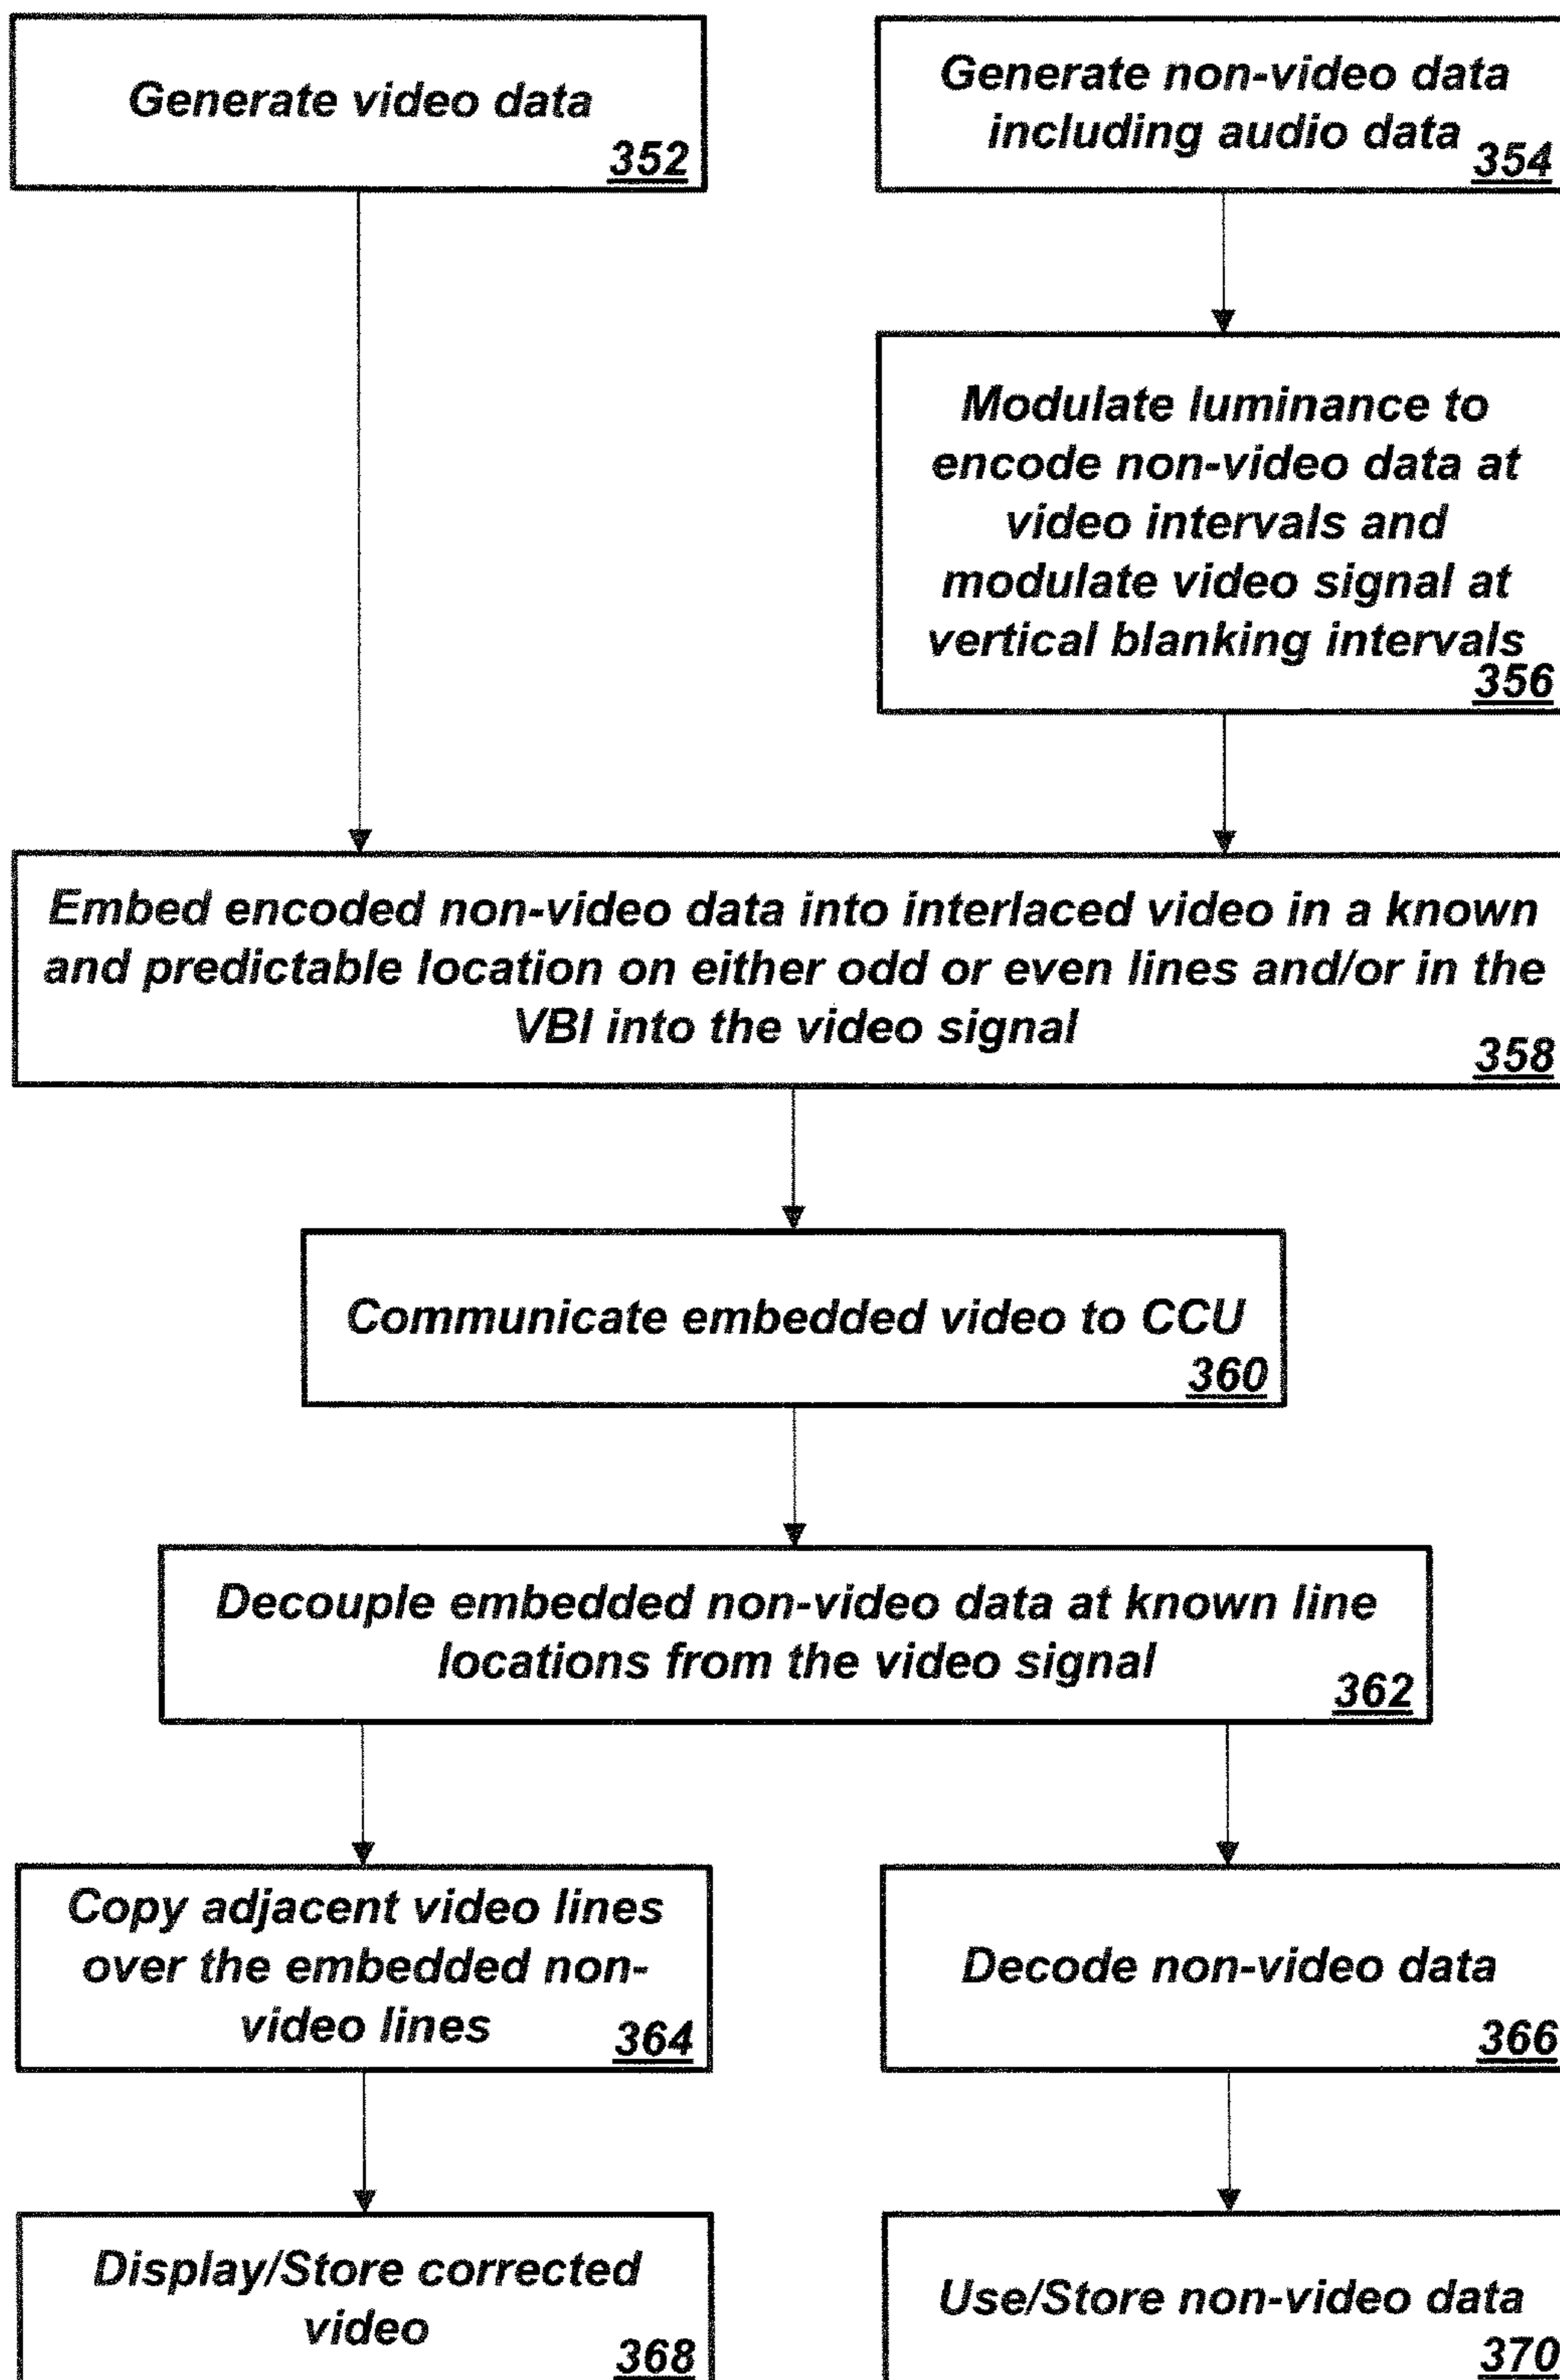 Generate video data
352
Generate non-video data
including audio data
354
Modulate luminance to
encode non-video data at
video intervals and
modulate video signal at
vertical blanking intervals
356
Embed encoded non-video data into interlaced video in a known
and predictable location on either odd or even lines and/or in the
VBI into the video signal
358
Communicate embedded video to CCU
360
Decouple embedded non-video data at known line
locations from the video signal
362
Copy adjacent video lines
over the embedded non-
video lines
364
Decode non-video data
366
Display/Store corrected
video
368
Use/Store non-video data
370